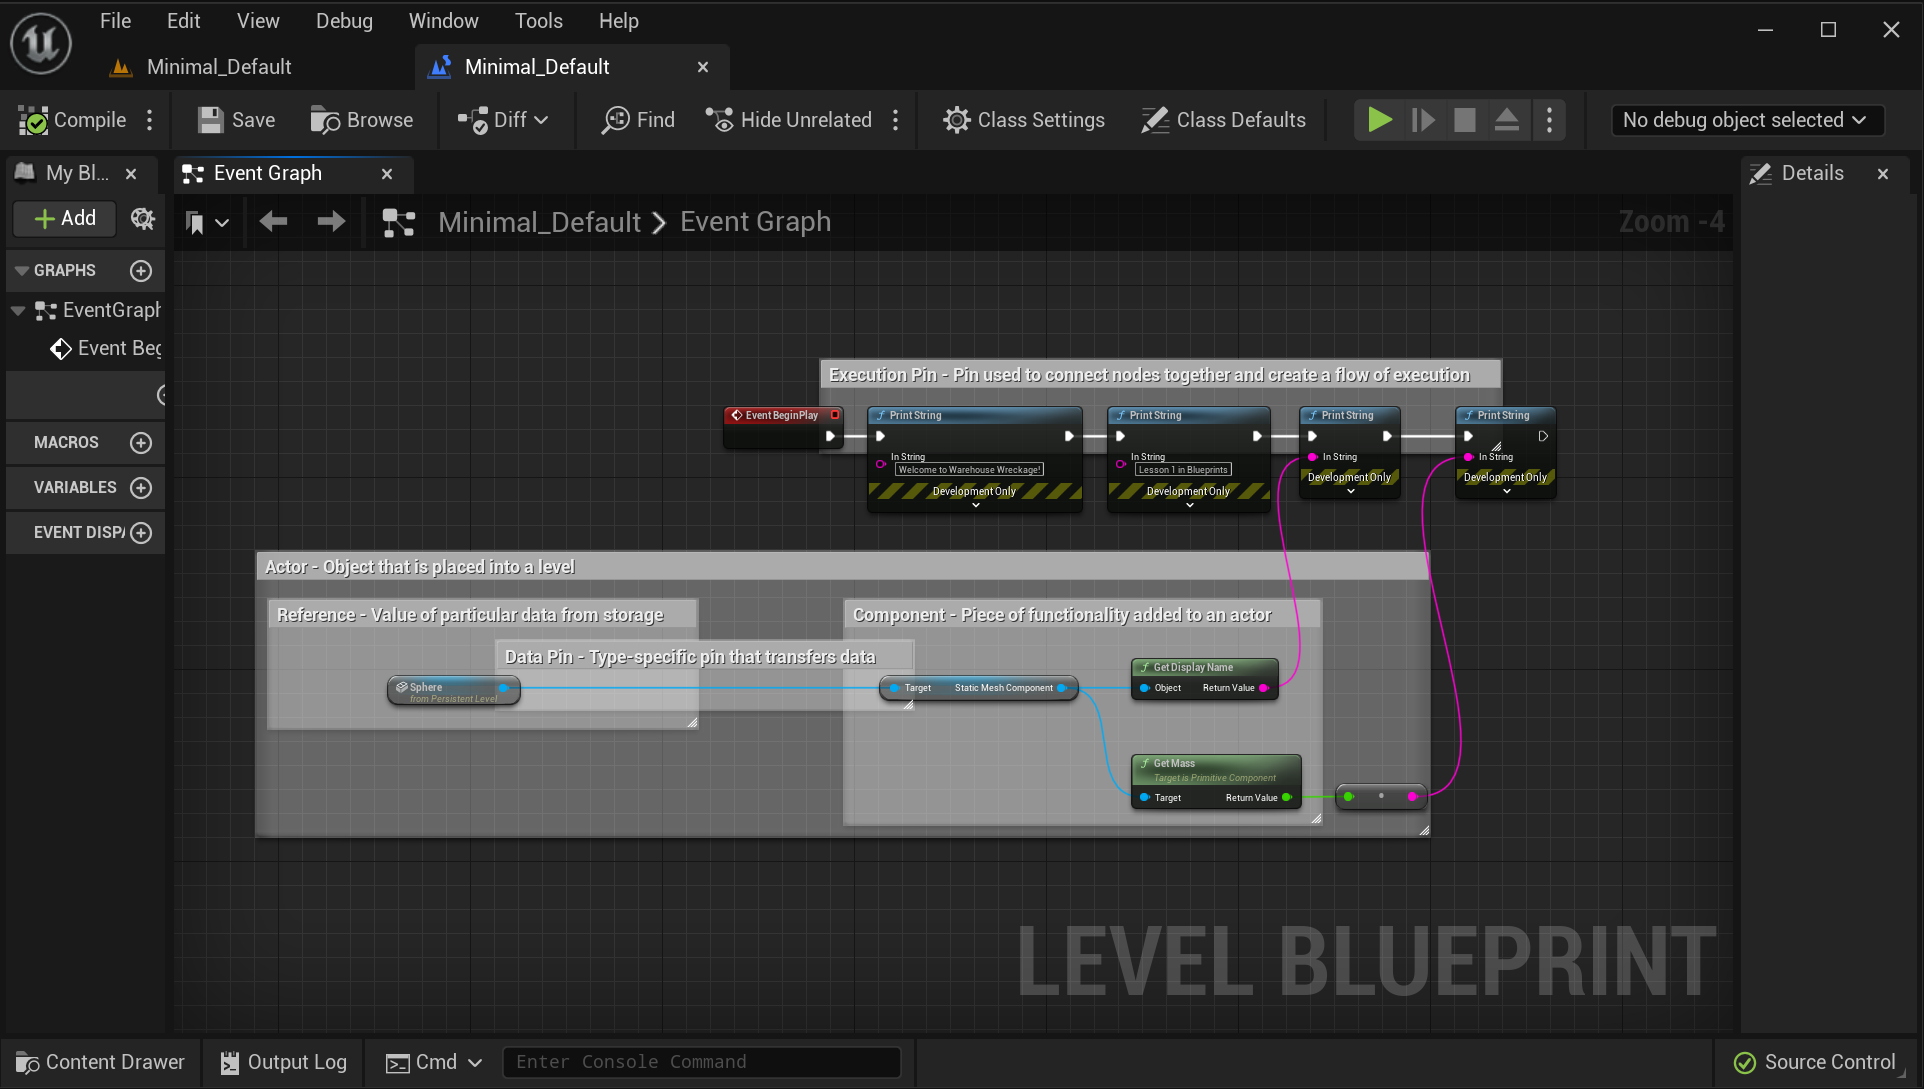 File Edit View Debug Window Tools Help
Minimal_Default
Minimal_Default
Compile
Save
Browse
Diff
Find
Hide Unrelated
Class Settings
Class Defaults
No debug object selected
My Bl...
Event Graph
Details
Add
Minimal_Default > Event Graph
Zoom -4
GRAPHS
EventGraph
Event Beg
MACROS
VARIABLES
EVENT DISPA
Execution Pin - Pin used to connect nodes together and create a flow of execution
Event BeginPlay
Print String
In String
Welcome to Warehouse Wreckage!
Development Only
Print String
In String
Lesson 1 in Blueprints
Development Only
Print String
In String
Development Only
Print String
In String
Development Only
Actor - Object that is placed into a level
Reference - Value of particular data from storage
Component - Piece of functionality added to an actor
Data Pin - Type-specific pin that transfers data
Sphere
from Persistent Level
Target Static Mesh Component
Get Display Name
Object Return Value
Get Mass
Target is Primitive Component
Target Return Value
LEVEL BLUEPRINT
Content Drawer
Output Log
Cmd
Enter Console Command
Source Control